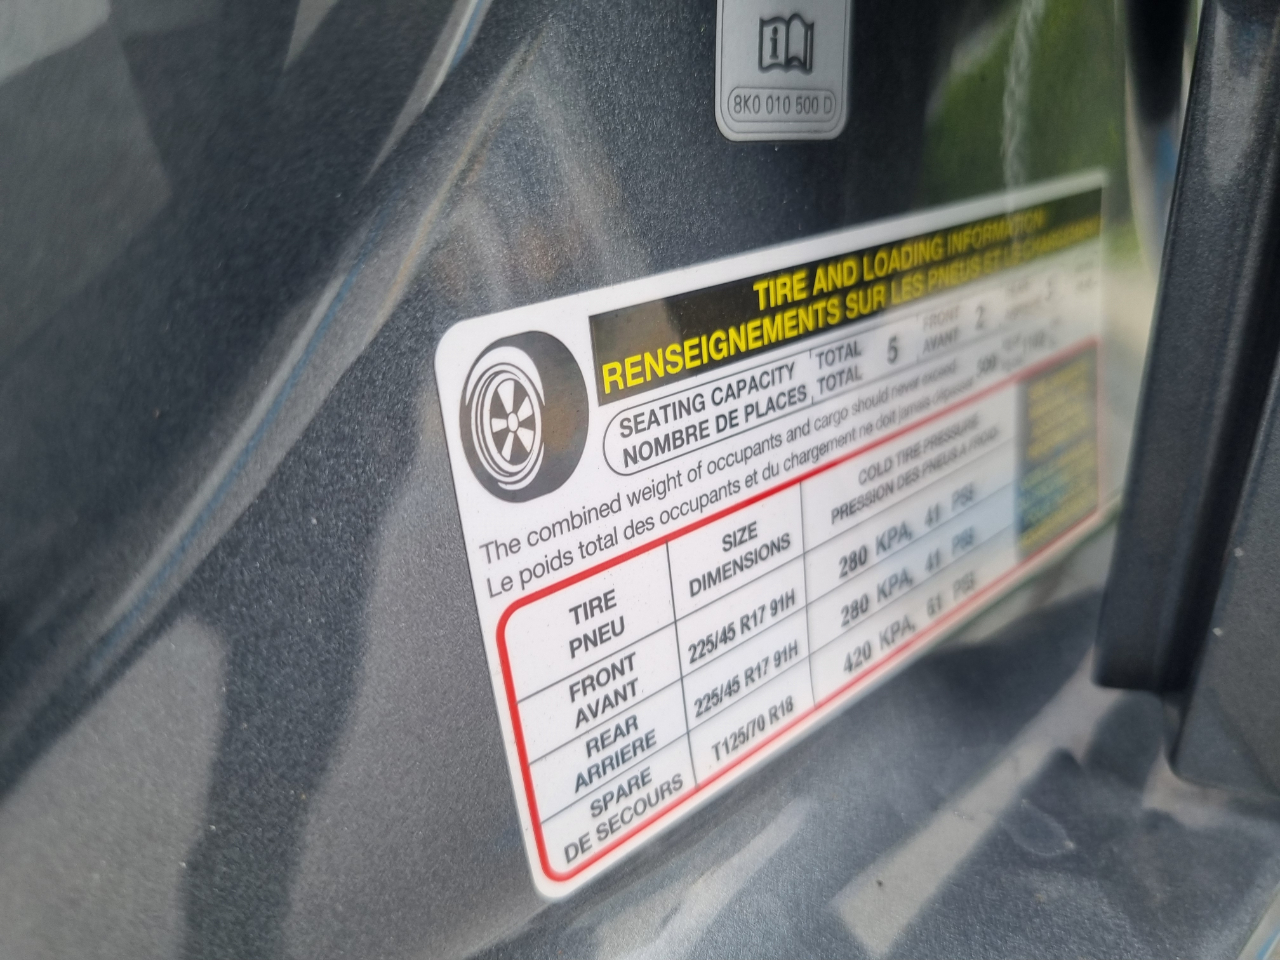 8K0 010 500 D
TIRE AND LOADING INFORMATION
RENSEIGNEMENTS SUR LES PNEUS ET LE CHARGEMENT
SEATING CAPACITY TOTAL 5 FRONT 2
NOMBRE DE PLACES TOTAL AVANT
The combined weight of occupants and cargo should never exceed
Le poids total des occupants et du chargement ne doit jamais dépasser
TIRE SIZE COLD TIRE PRESSURE
PNEU DIMENSIONS PRESSION DES PNEUS A FROID
FRONT 225/45 R17 91H 280 KPA, 41 PSI
AVANT
REAR 225/45 R17 91H 280 KPA, 41 PSI
ARRIERE
SPARE T125/70 R18 420 KPA, 61 PSI
DE SECOURS